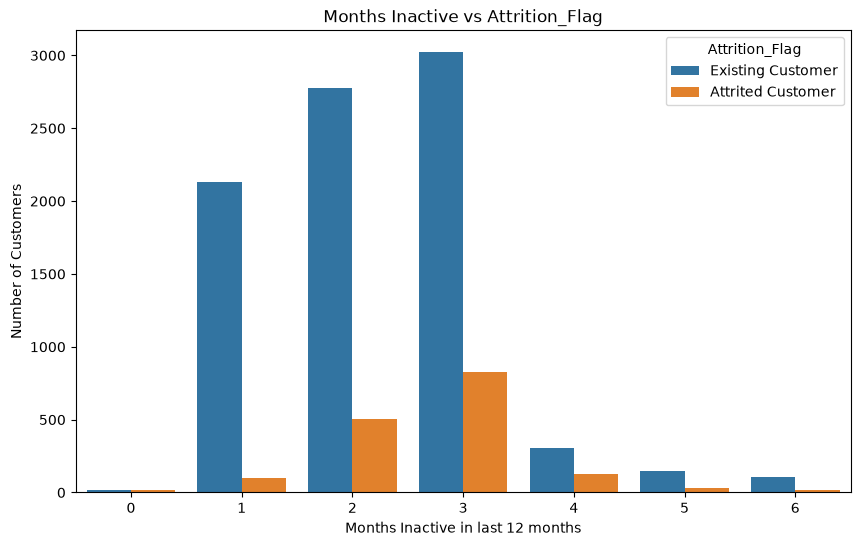 Months Inactive vs Attrition_Flag
Number of Customers
3000
2500
2000
1500
1000
500
0
Attrition_Flag
Existing Customer
Attrited Customer
0 1 2 3 4 5 6
Months Inactive in last 12 months